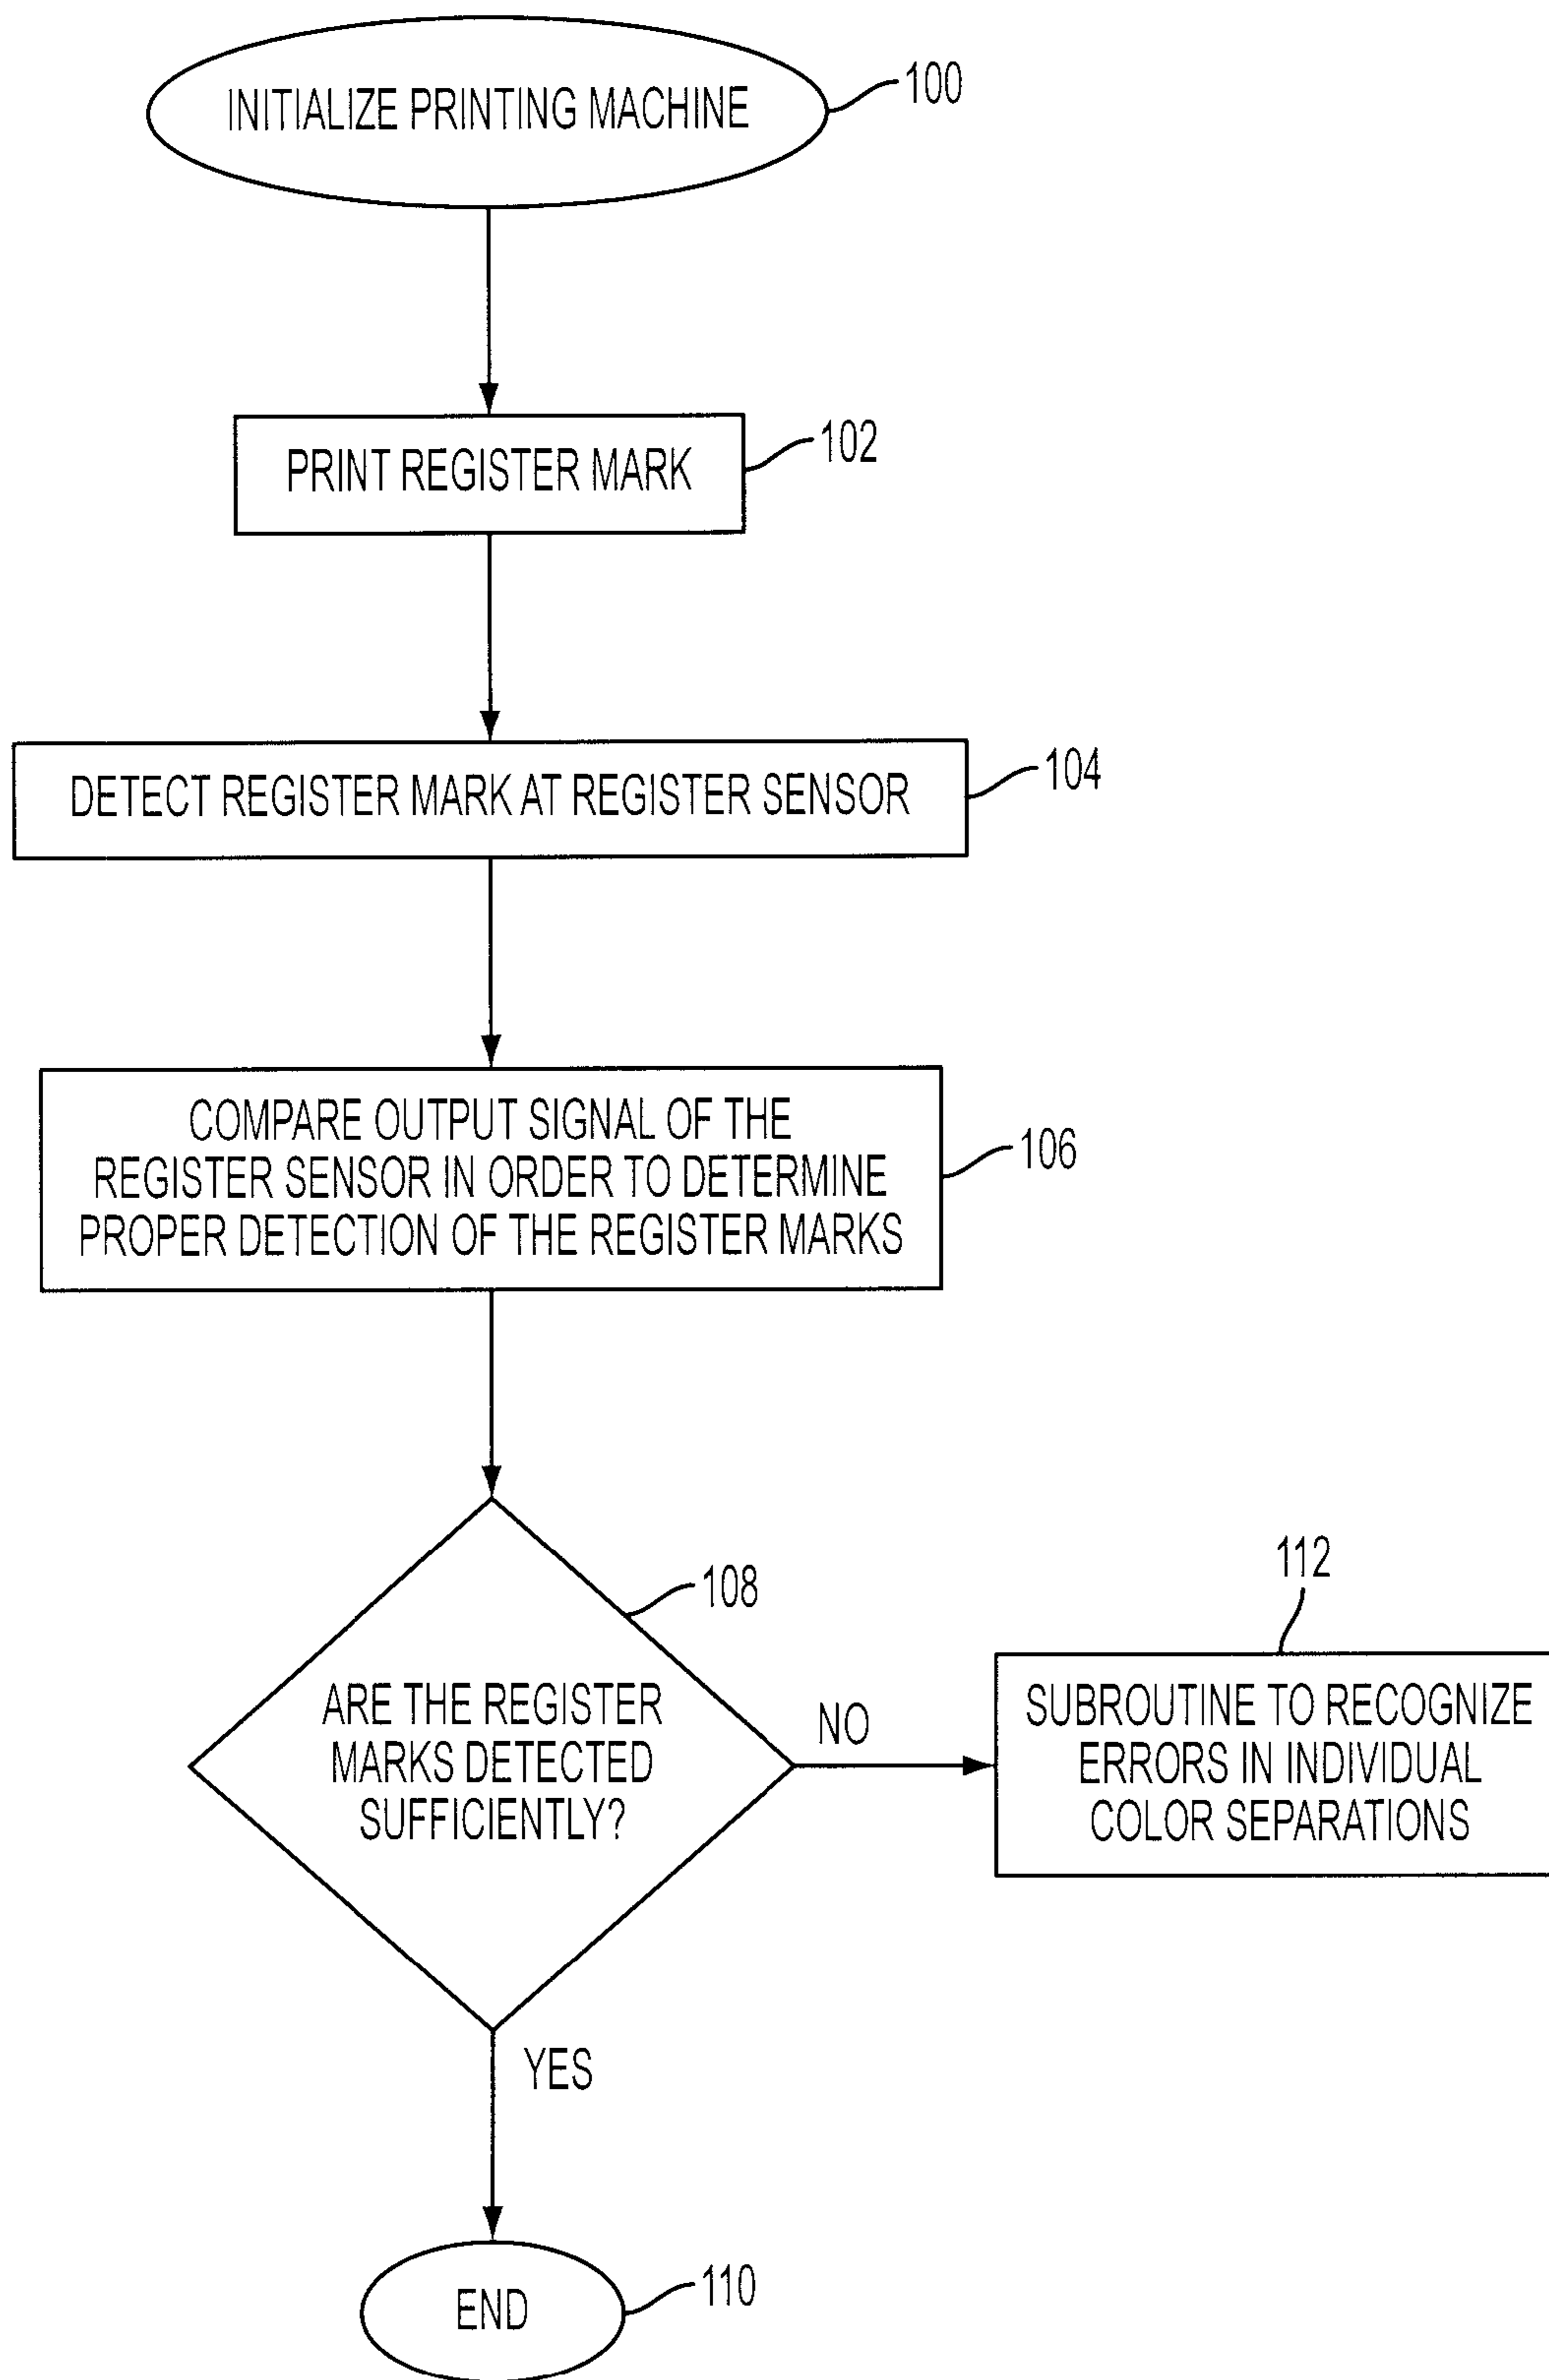 INITIALIZE PRINTING MACHINE
100
PRINT REGISTER MARK
102
DETECT REGISTER MARK AT REGISTER SENSOR
104
COMPARE OUTPUT SIGNAL OF THE
REGISTER SENSOR IN ORDER TO DETERMINE
PROPER DETECTION OF THE REGISTER MARKS
106
108
ARE THE REGISTER
MARKS DETECTED
SUFFICIENTLY?
NO
112
SUBROUTINE TO RECOGNIZE
ERRORS IN INDIVIDUAL
COLOR SEPARATIONS
YES
END
110